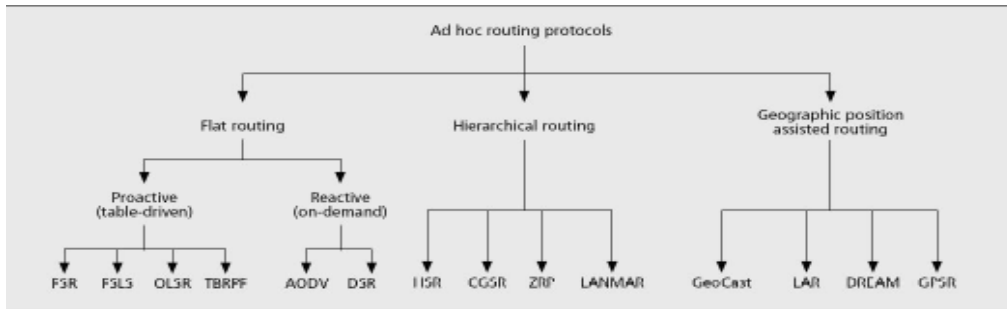 Ad hoc routing protocols
Flat routing
Hierarchical routing
Geographic position
assisted routing
Proactive
(table-driven)
Reactive
(on-demand)
FSR FSLS OLSR TBRPF AODV DSR HSR CGSR ZRP LANMAR GeoCast LAR DREAM GPSR